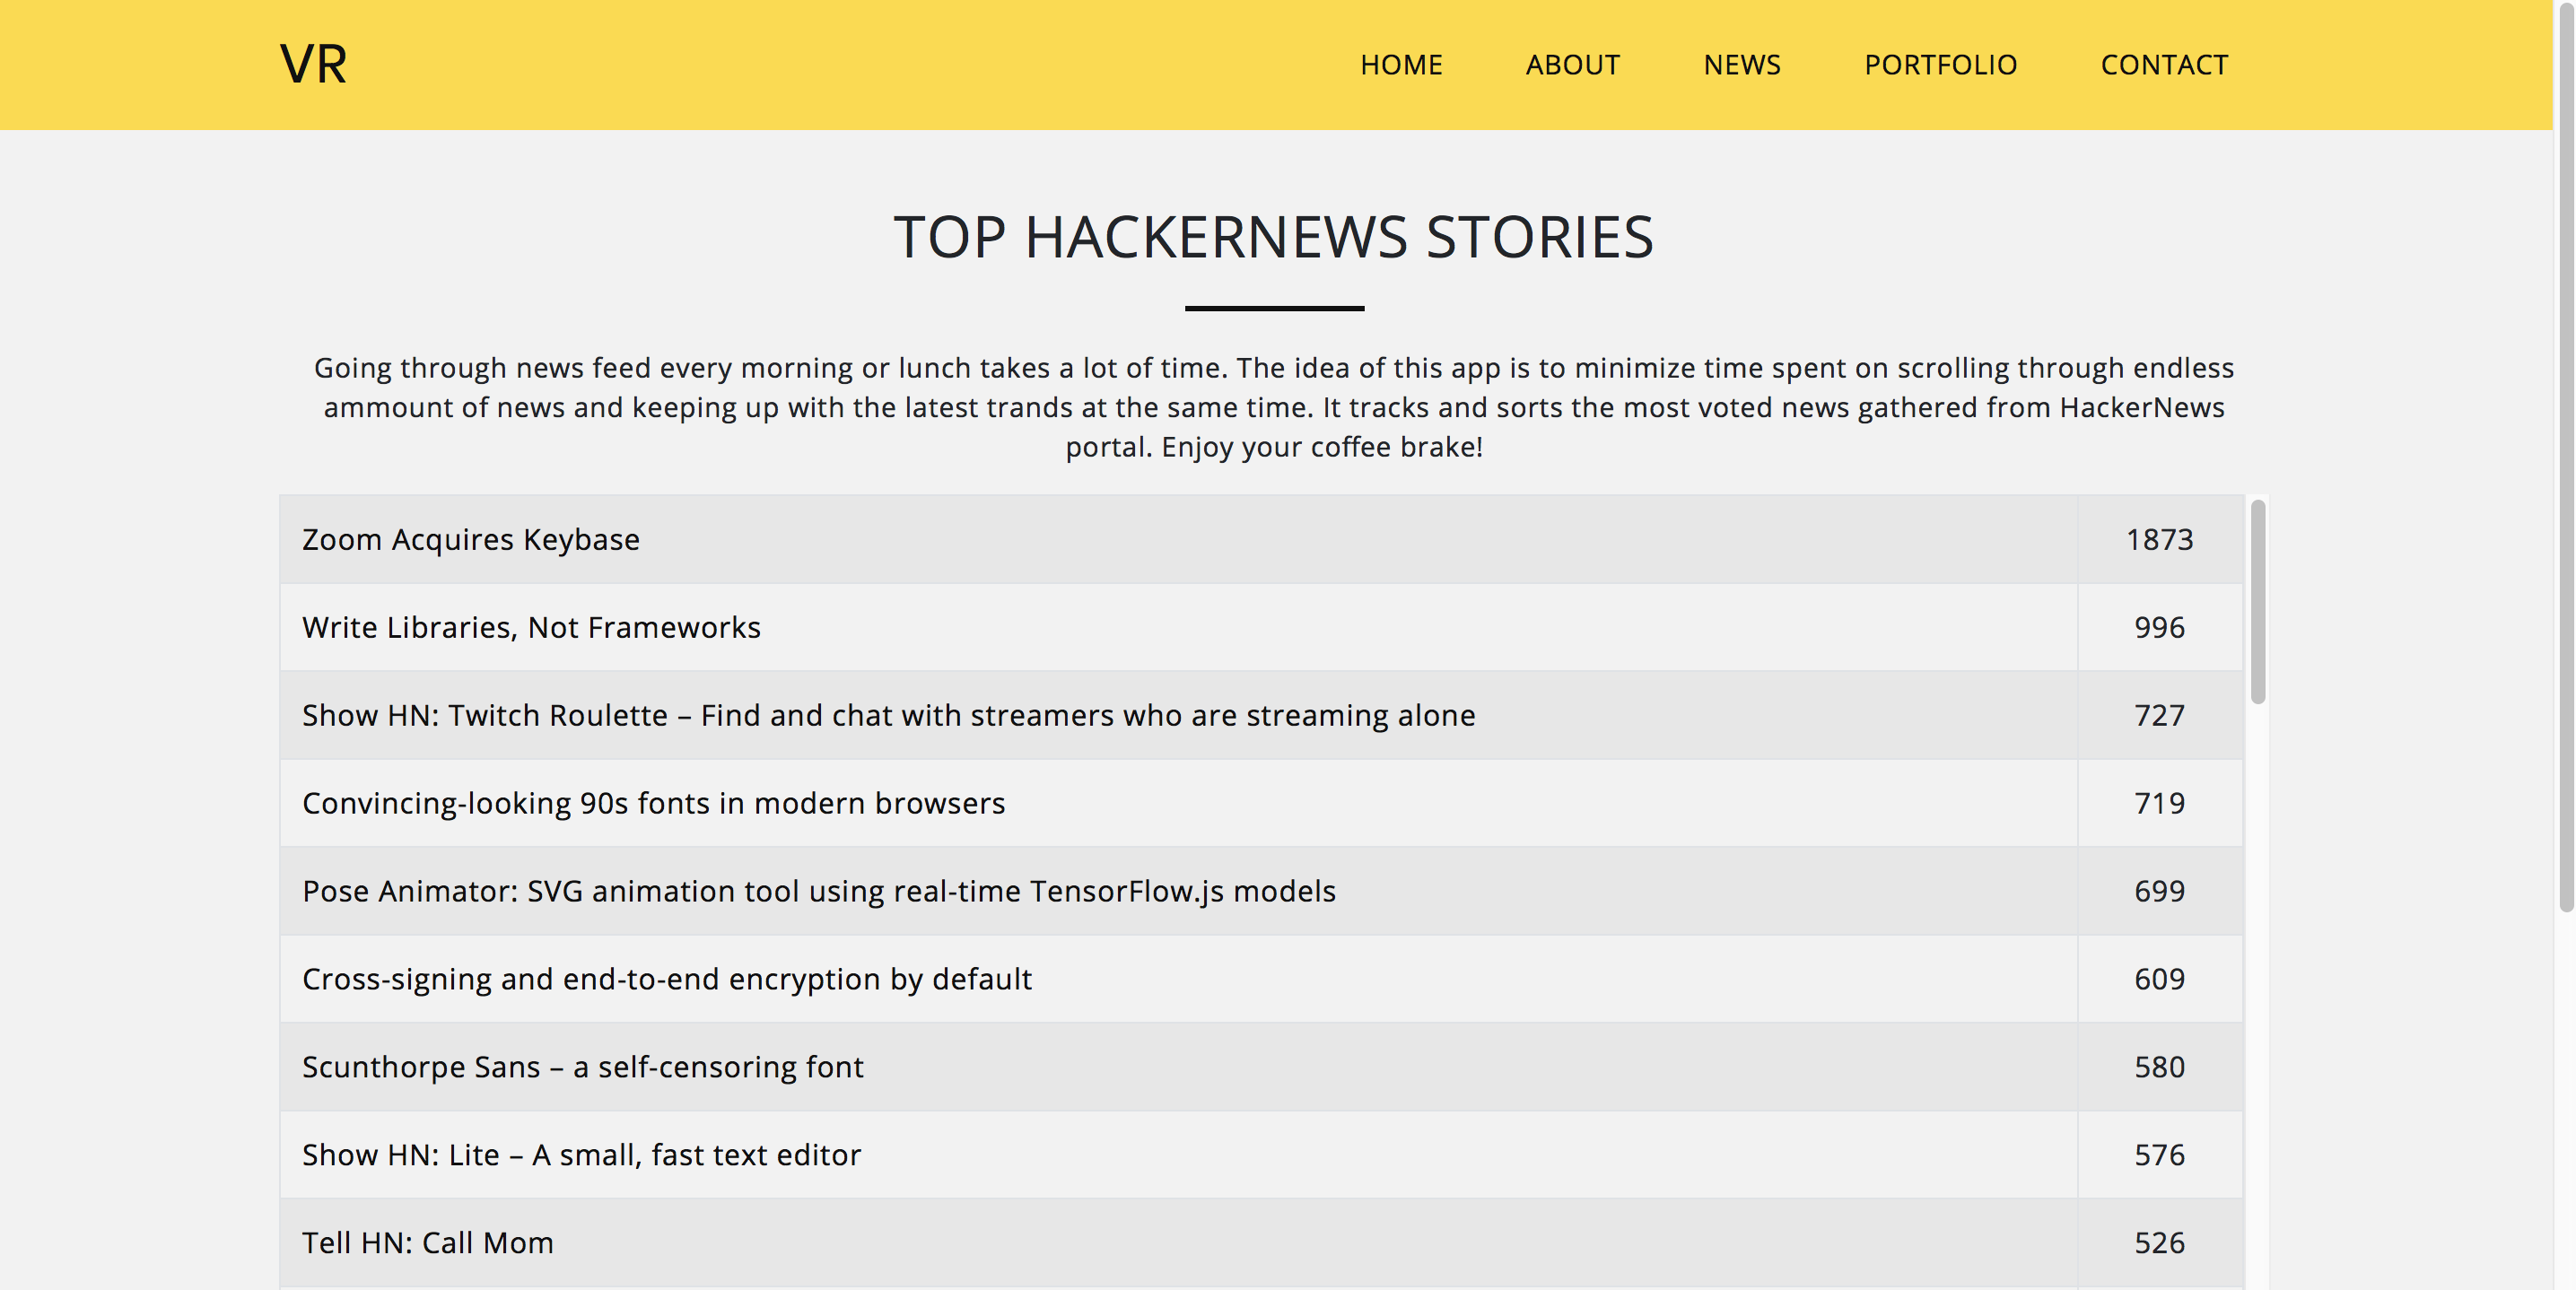 VR
HOME ABOUT NEWS PORTFOLIO CONTACT
TOP HACKERNEWS STORIES
Going through news feed every morning or lunch takes a lot of time. The idea of this app is to minimize time spent on scrolling through endless
ammount of news and keeping up with the latest trands at the same time. It tracks and sorts the most voted news gathered from HackerNews
portal. Enjoy your coffee brake!
Zoom Acquires Keybase 1873
Write Libraries, Not Frameworks 996
Show HN: Twitch Roulette – Find and chat with streamers who are streaming alone 727
Convincing-looking 90s fonts in modern browsers 719
Pose Animator: SVG animation tool using real-time TensorFlow.js models 699
Cross-signing and end-to-end encryption by default 609
Scunthorpe Sans – a self-censoring font 580
Show HN: Lite – A small, fast text editor 576
Tell HN: Call Mom 526